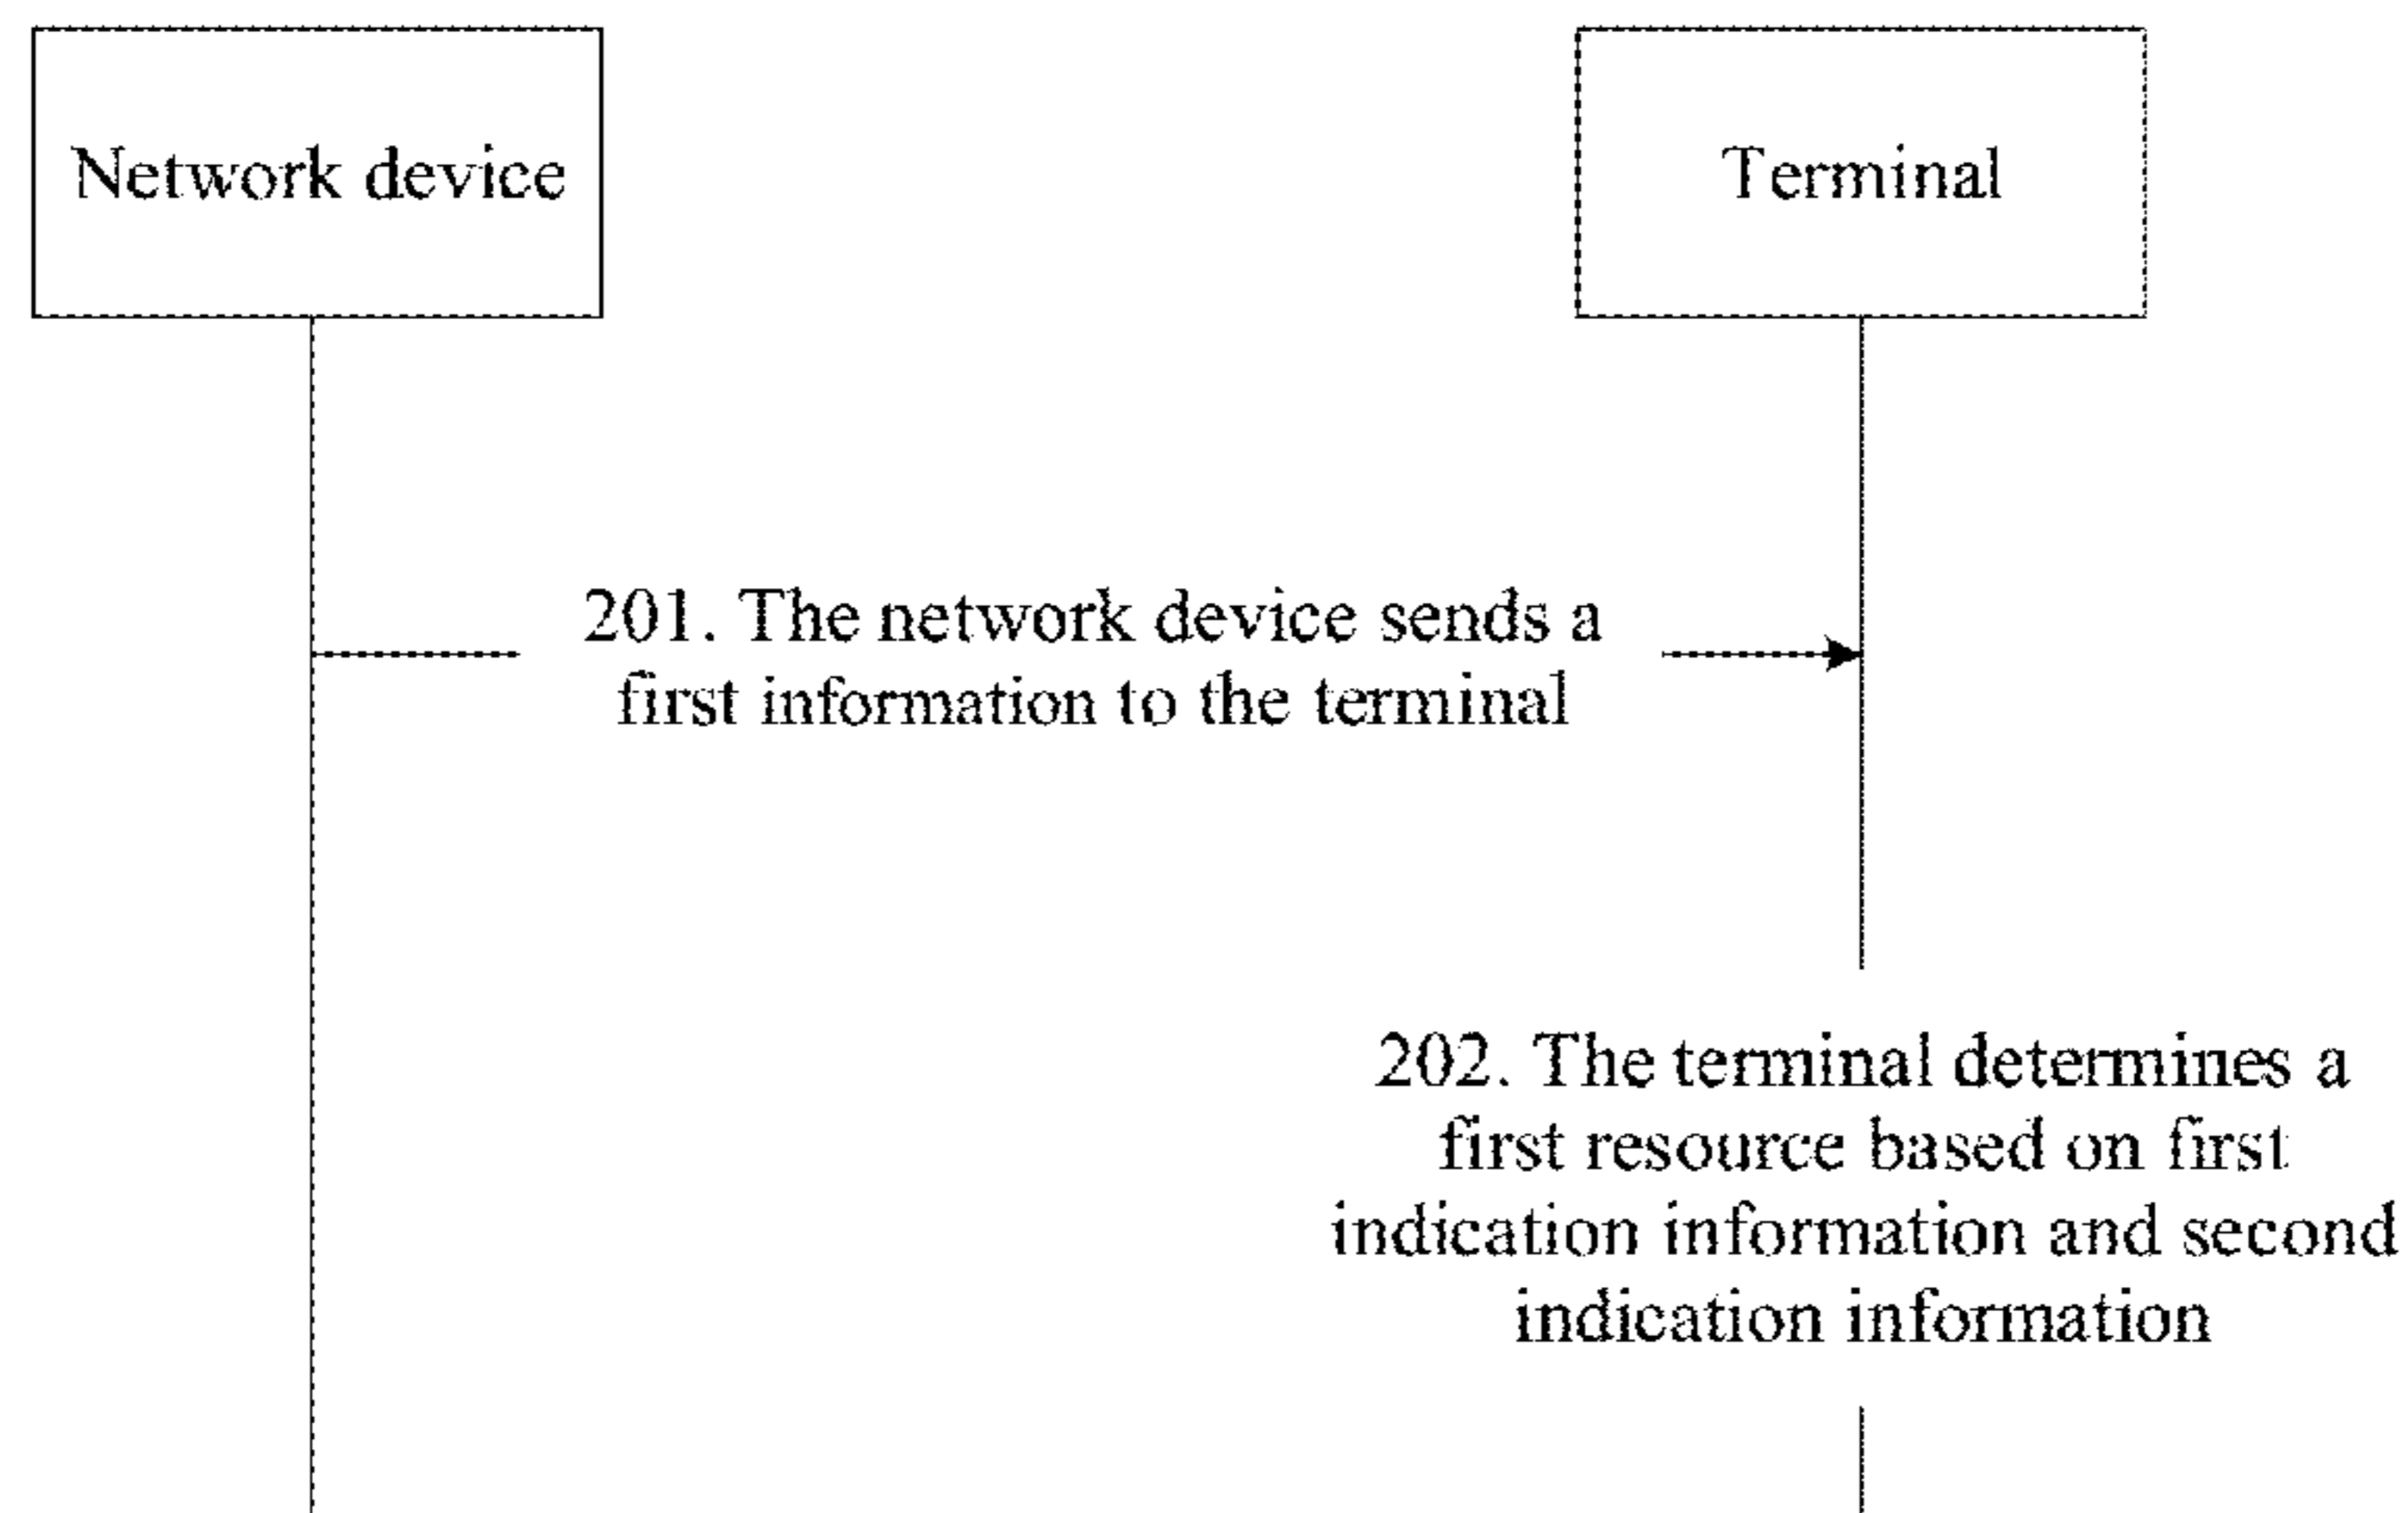 Network device
Terminal
201. The network device sends a
first information to the terminal
202. The terminal determines a
first resource based on first
indication information and second
indication information